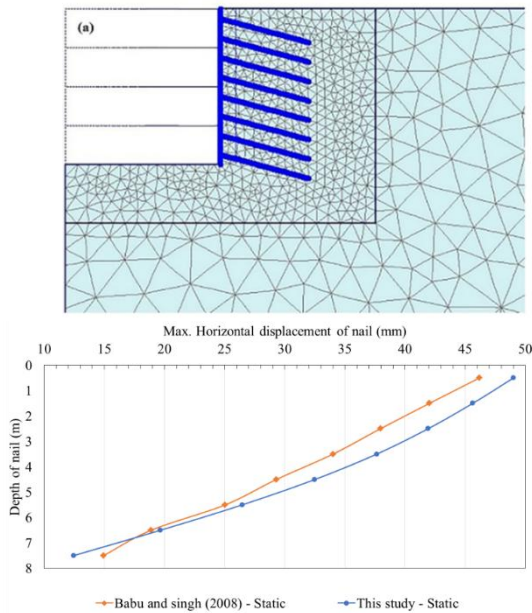 (a)
Max. Horizontal displacement of nail (mm)
10 15 20 25 30 35 40 45 50
0
1
2
3
4
5
6
7
8
Depth of nail (m)
Babu and singh (2008) - Static
This study - Static